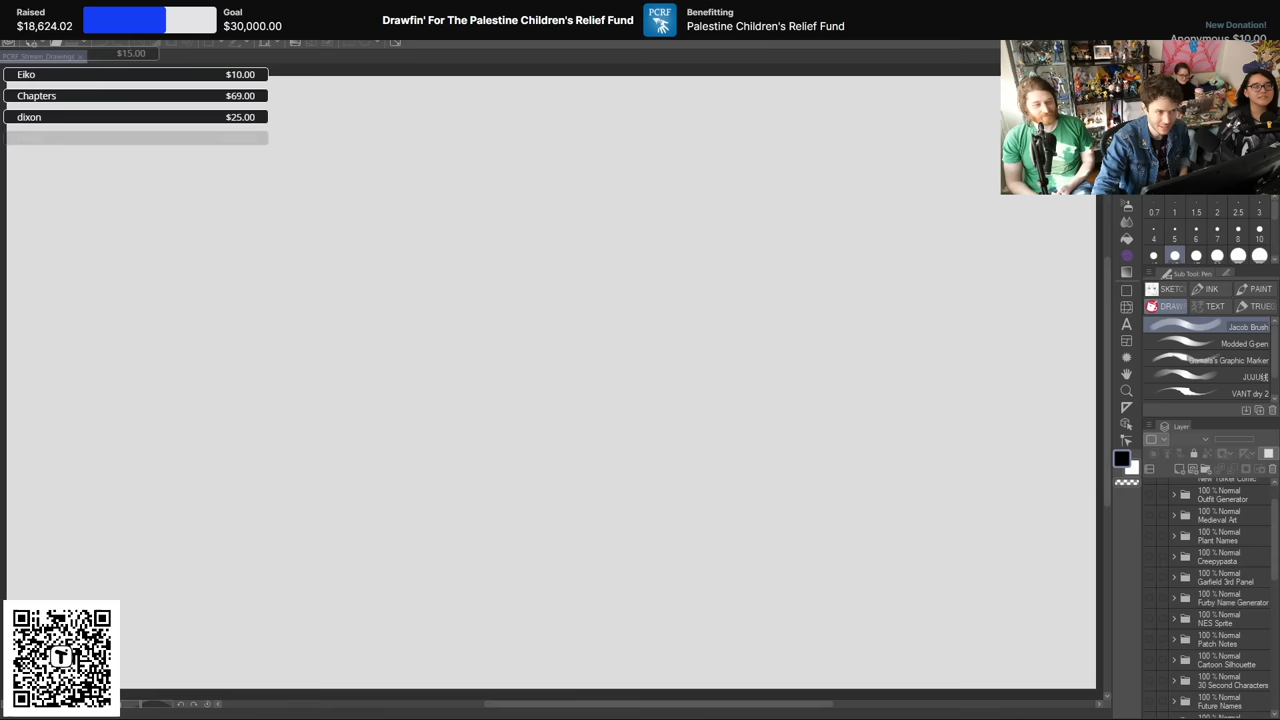 Raised
$18,624.02
Goal
$30,000.00
Drawfin' For The Palestine Children's Relief Fund
PCRF
Benefitting
Palestine Children's Relief Fund
New Donation!
Anonymous $10.00
PCRF_Stream_Drawings
$15.00
Eiko $10.00
Chapters $69.00
dixon $25.00
0.7 1 1.5 2 2.5 3
4 5 6 7 8 10
Sub Tool: Pen
SKETC INK PAINT
DRAW TEXT TRUEG
Jacob Brush
Modded G-pen
Graphic Marker
VANT dry 2
Layer
New Yorker Comic
100 % Normal
Outfit Generator
100 % Normal
Medieval Art
100 % Normal
Plant Names
100 % Normal
Creepypasta
100 % Normal
Garfield 3rd Panel
100 % Normal
Furby Name Generator
100 % Normal
NES Sprite
100 % Normal
Patch Notes
100 % Normal
Cartoon Silhouette
100 % Normal
30 Second Characters
100 % Normal
Future Names